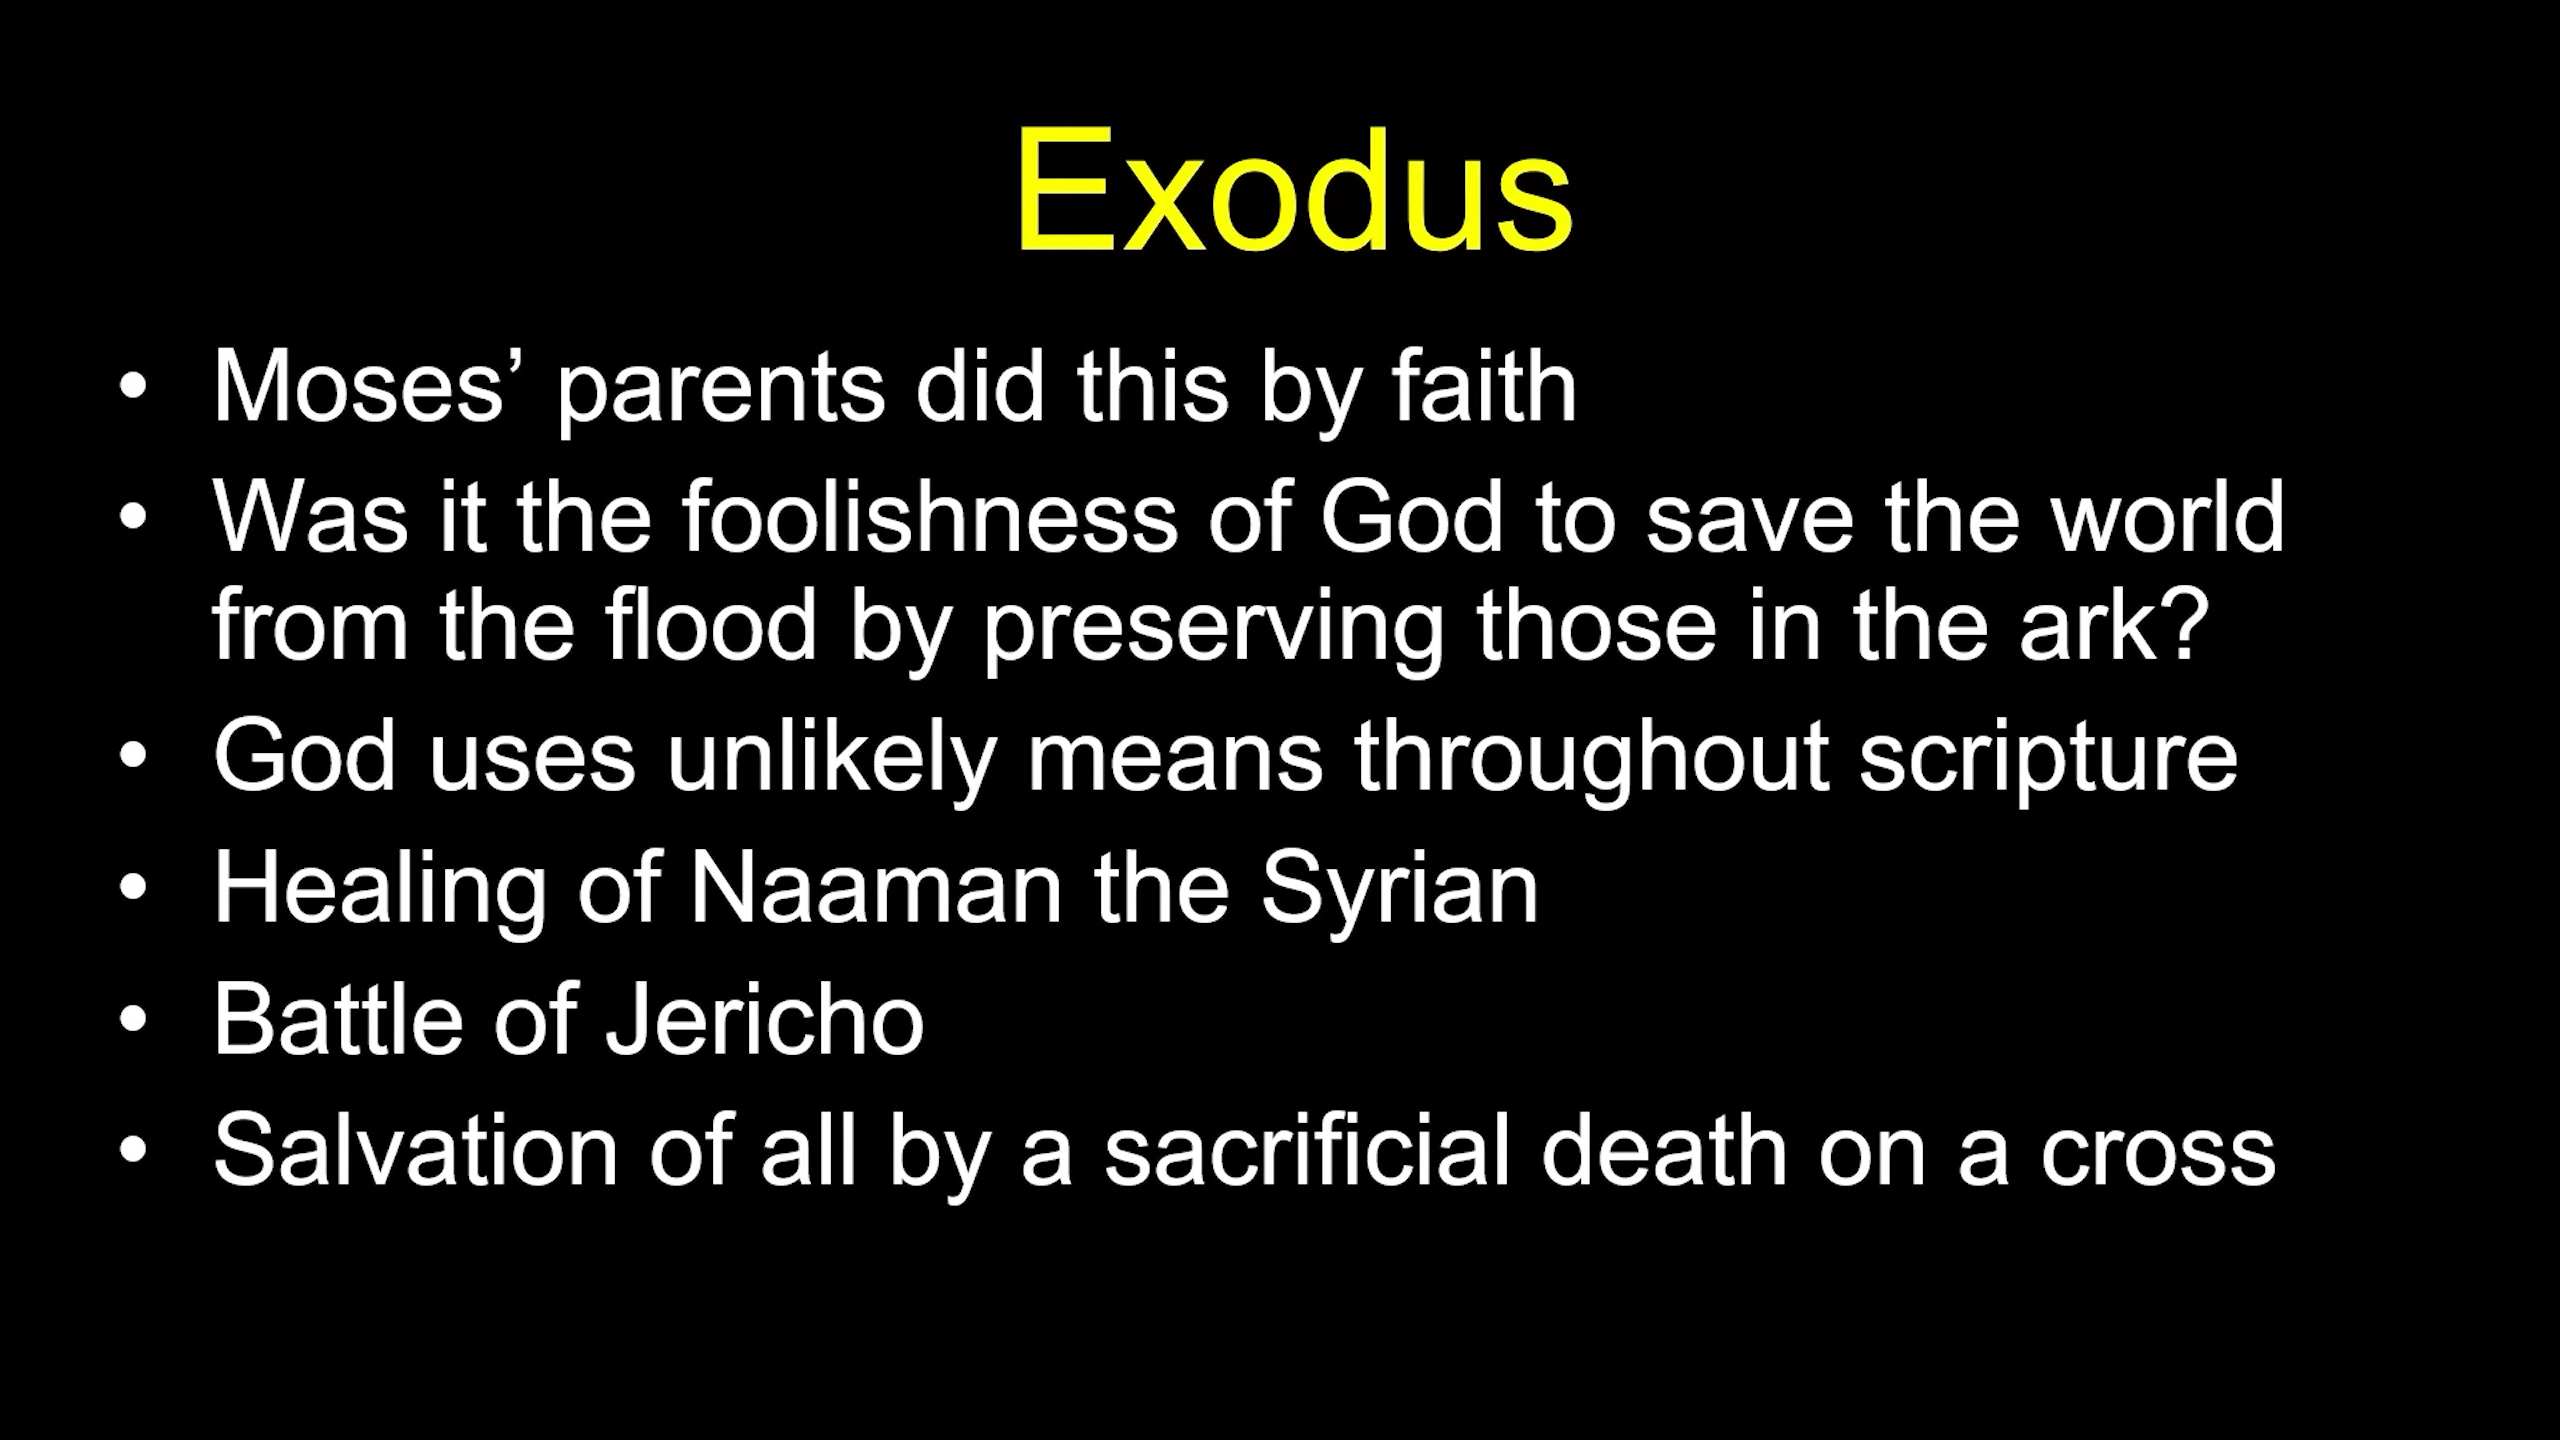 Exodus
• Moses’ parents did this by faith
• Was it the foolishness of God to save the world
from the flood by preserving those in the ark?
• God uses unlikely means throughout scripture
• Healing of Naaman the Syrian
• Battle of Jericho
• Salvation of all by a sacrificial death on a cross